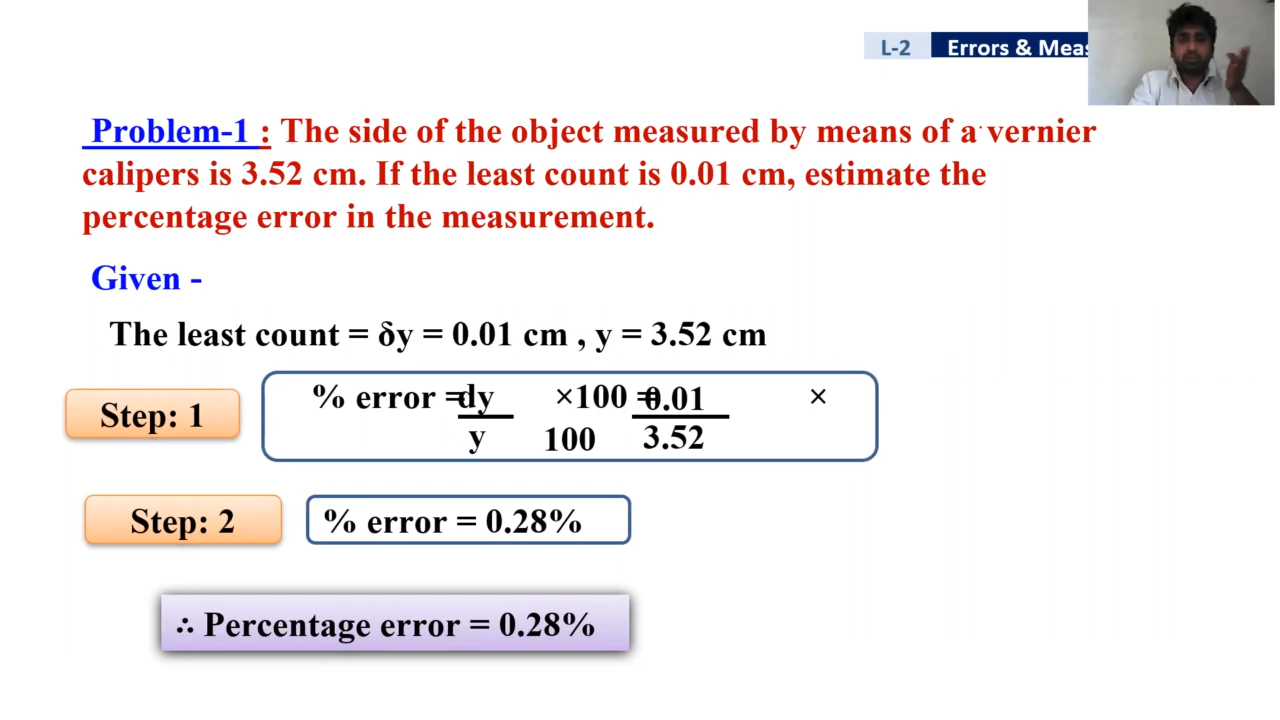 L-2 Errors & Meas
Problem-1 : The side of the object measured by means of a vernier
calipers is 3.52 cm. If the least count is 0.01 cm, estimate the
percentage error in the measurement.
Given -
The least count = δy = 0.01 cm , y = 3.52 cm
Step: 1
% error = dy ×100 = 0.01 ×
y 100 3.52
Step: 2
% error = 0.28%
∴ Percentage error = 0.28%